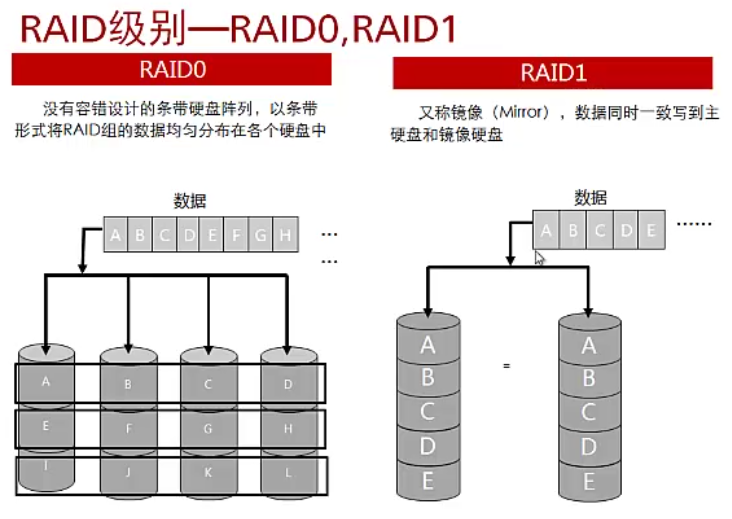 RAID级别—RAID0,RAID1
RAID0
没有容错设计的条带硬盘阵列，以条带
形式将RAID组的数据均匀分布在各个硬盘中
数据
A B C D E F G H ...
...
A B C D
E F G H
I J K L
RAID1
又称镜像（Mirror），数据同时一致写到主
硬盘和镜像硬盘
数据
A B C D E ······
A = A
B B
C C
D D
E E